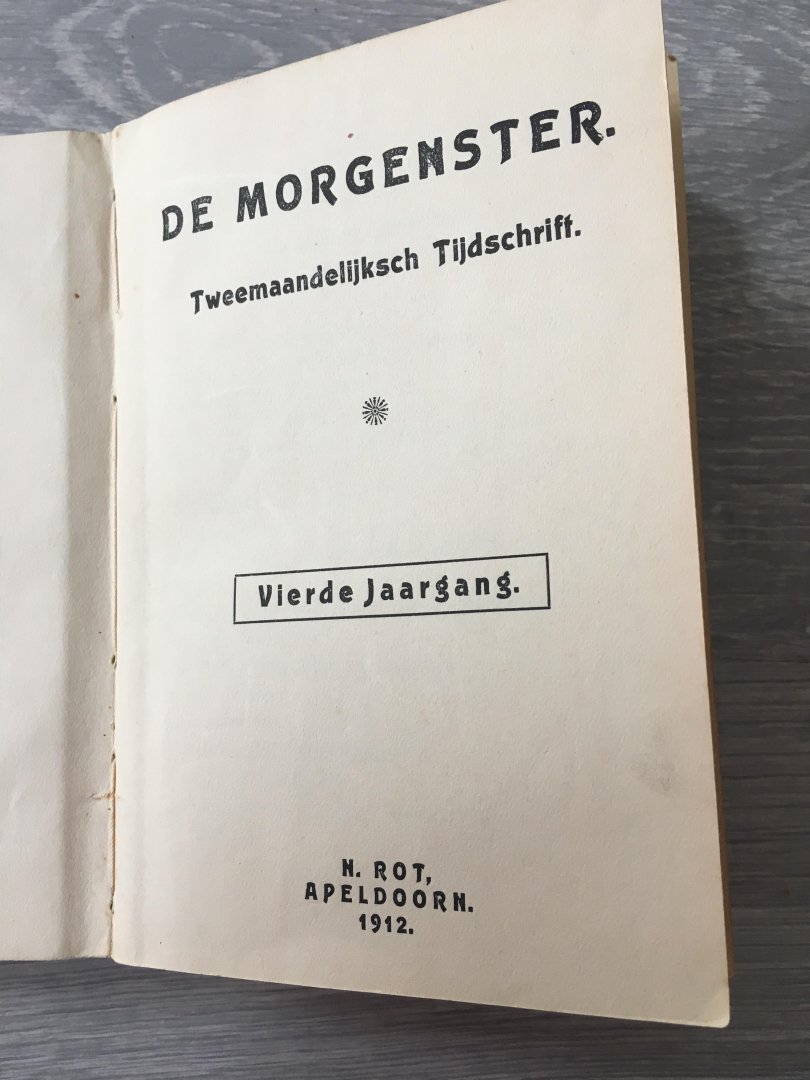 DE MORGENSTER.
Tweemaandelijksch Tijdschrift.
Vierde Jaargang.
N. ROT,
APELDOORN.
1912.